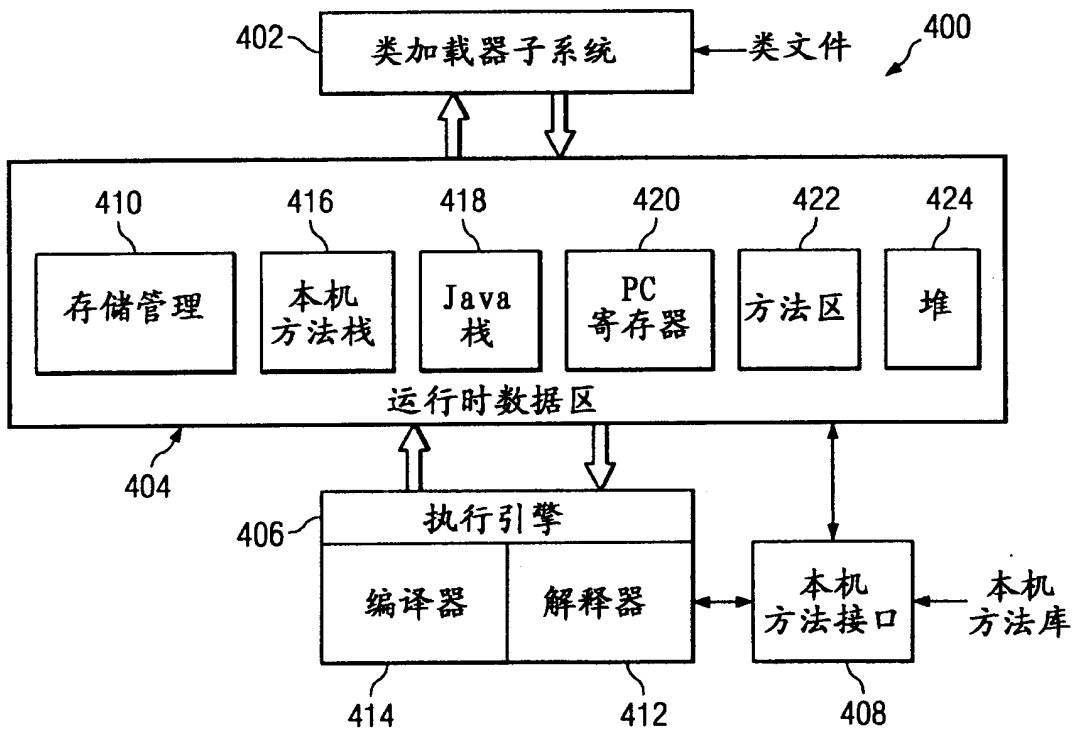 402
类加载器子系统
类文件
400
410
416
418
420
422
424
存储管理
本机
方法栈
Java
栈
PC
寄存器
方法区
堆
运行时数据区
404
406
执行引擎
编译器
解释器
本机
方法接口
本机
方法库
414
412
408